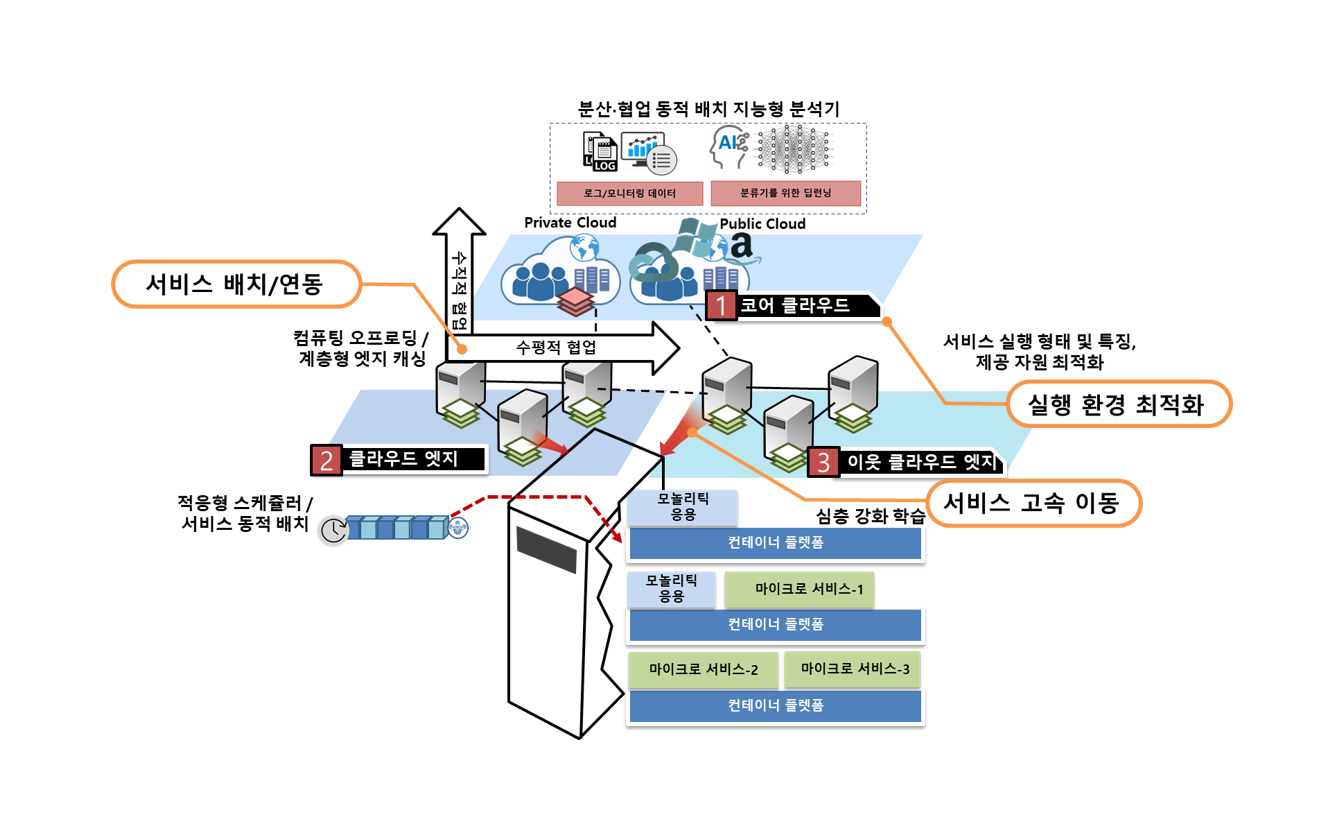 분산·협업 동적 배치 지능형 분석기
LOG
AI
로그/모니터링 데이터
분류기를 위한 딥런닝
Private Cloud
Public Cloud
a
수직적 협업
서비스 배치/연동
1 코어 클라우드
컴퓨팅 오프로딩 /
계층형 엣지 캐싱
수평적 협업
서비스 실행 형태 및 특징,
제공 자원 최적화
실행 환경 최적화
2 클라우드 엣지
3 이웃 클라우드 엣지
적응형 스케쥴러 /
서비스 동적 배치
서비스 고속 이동
심층 강화 학습
모놀리틱
응용
컨테이너 플렛폼
모놀리틱
응용
마이크로 서비스-1
컨테이너 플렛폼
마이크로 서비스-2
마이크로 서비스-3
컨테이너 플렛폼